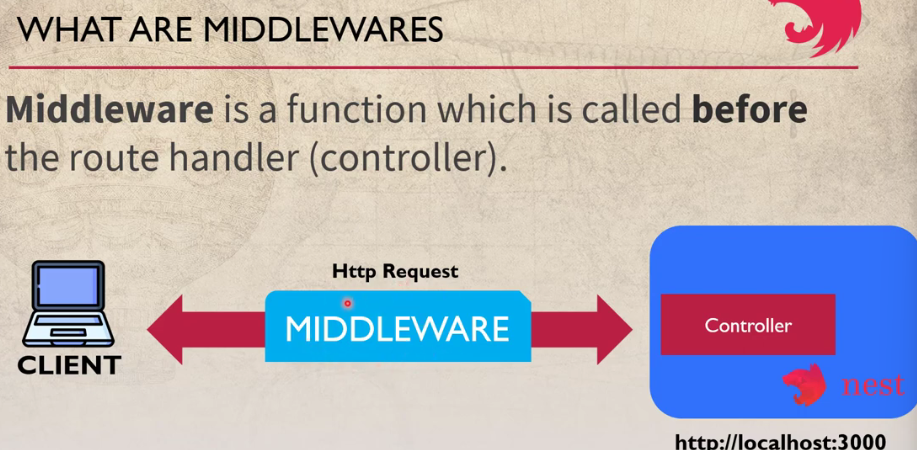 WHAT ARE MIDDLEWARES
Middleware is a function which is called before
the route handler (controller).
Http Request
MIDDLEWARE
CLIENT
Controller
nest
http://localhost:3000